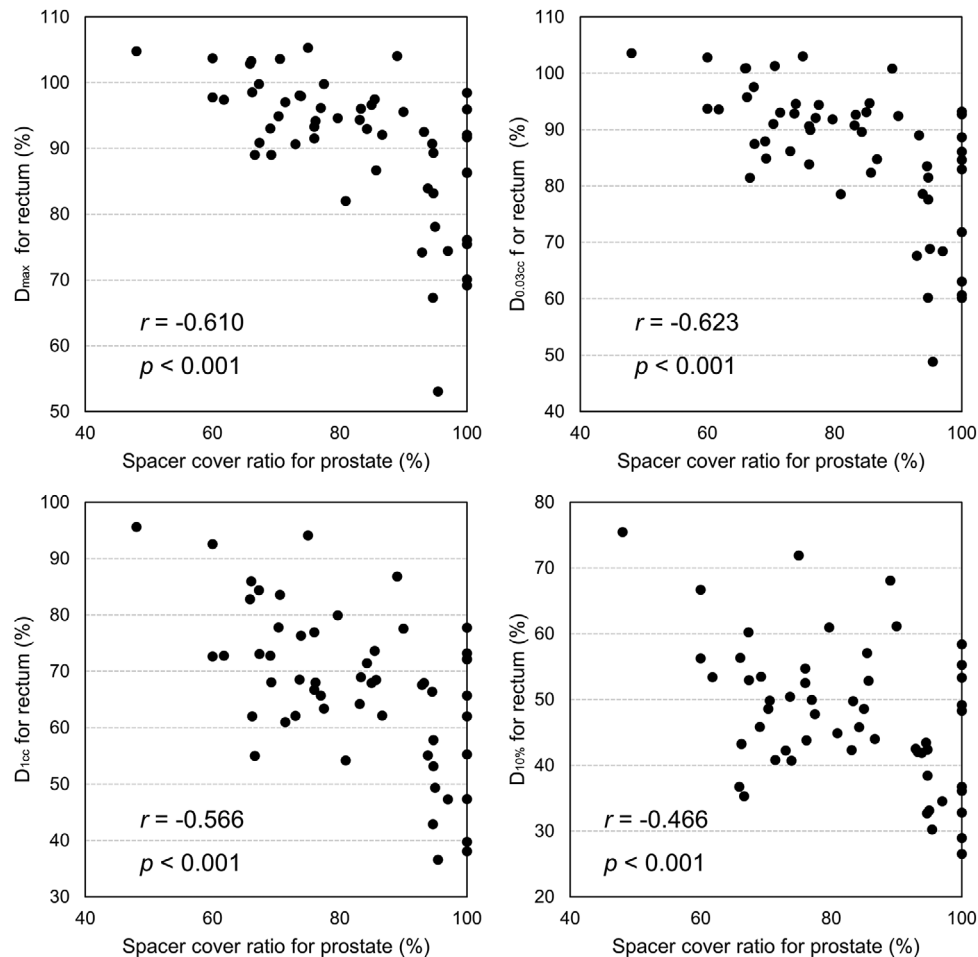 110
100
90
80
70
60
50
40 60 80 100
Dmax for rectum (%)
r = -0.610
p < 0.001
Spacer cover ratio for prostate (%)
110
100
90
80
70
60
50
40
40 60 80 100
D0.03cc f or rectum (%)
r = -0.623
p < 0.001
Spacer cover ratio for prostate (%)
100
90
80
70
60
50
40
30
40 60 80 100
D1cc for rectum (%)
r = -0.566
p < 0.001
Spacer cover ratio for prostate (%)
80
70
60
50
40
30
20
40 60 80 100
D10% for rectum (%)
r = -0.466
p < 0.001
Spacer cover ratio for prostate (%)